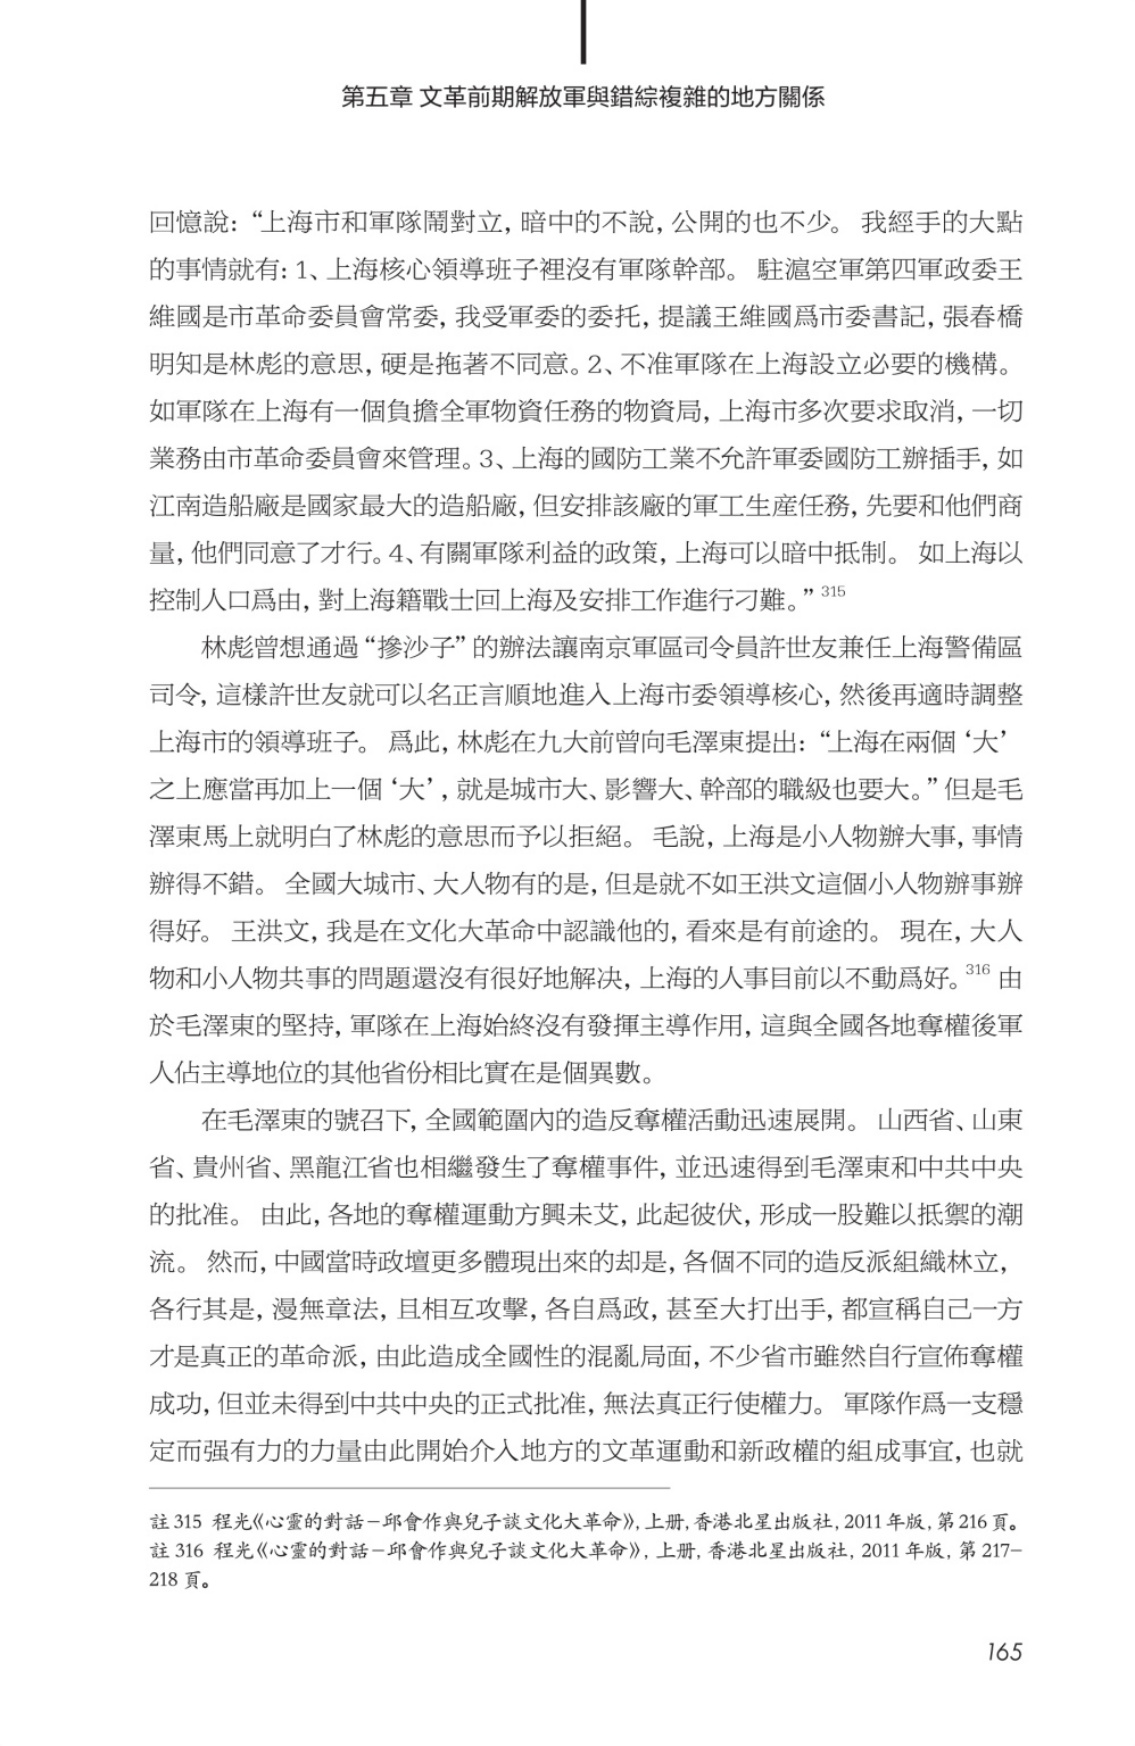 第五章 文革前期解放軍與錯綜複雜的地方關係
回憶說：“上海市和軍隊鬧對立，暗中的不說，公開的也不少。 我經手的大點
的事情就有：1、上海核心領導班子裡沒有軍隊幹部。 駐滬空軍第四軍政委王
維國是市革命委員會常委，我受軍委的委托，提議王維國爲市委書記，張春橋
明知是林彪的意思，硬是拖著不同意。2、不准軍隊在上海設立必要的機構。
如軍隊在上海有一個負擔全軍物資任務的物資局，上海市多次要求取消，一切
業務由市革命委員會來管理。3、上海的國防工業不允許軍委國防工辦插手，如
江南造船廠是國家最大的造船廠，但安排該廠的軍工生産任務，先要和他們商
量，他們同意了才行。4、有關軍隊利益的政策，上海可以暗中抵制。 如上海以
控制人口爲由，對上海籍戰士回上海及安排工作進行刁難。”315
林彪曾想通過“摻沙子”的辦法讓南京軍區司令員許世友兼任上海警備區
司令，這樣許世友就可以名正言順地進入上海市委領導核心，然後再適時調整
上海市的領導班子。 爲此，林彪在九大前曾向毛澤東提出：“上海在兩個‘大’
之上應當再加上一個‘大’，就是城市大、影響大、幹部的職級也要大。”但是毛
澤東馬上就明白了林彪的意思而予以拒絕。 毛說，上海是小人物辦大事，事情
辦得不錯。 全國大城市、大人物有的是，但是就不如王洪文這個小人物辦事辦
得好。 王洪文，我是在文化大革命中認識他的，看來是有前途的。 現在，大人
物和小人物共事的問題還沒有很好地解决，上海的人事目前以不動爲好。316 由
於毛澤東的堅持，軍隊在上海始終沒有發揮主導作用，這與全國各地奪權後軍
人佔主導地位的其他省份相比實在是個異數。
在毛澤東的號召下，全國範圍內的造反奪權活動迅速展開。 山西省、山東
省、貴州省、黑龍江省也相繼發生了奪權事件，並迅速得到毛澤東和中共中央
的批准。 由此，各地的奪權運動方興未艾，此起彼伏，形成一股難以抵禦的潮
流。 然而，中國當時政壇更多體現出來的却是，各個不同的造反派組織林立，
各行其是，漫無章法，且相互攻擊，各自爲政，甚至大打出手，都宣稱自己一方
才是真正的革命派，由此造成全國性的混亂局面，不少省市雖然自行宣佈奪權
成功，但並未得到中共中央的正式批准，無法真正行使權力。 軍隊作爲一支穩
定而强有力的力量由此開始介入地方的文革運動和新政權的組成事宜，也就
註 315 程光《心靈的對話－邱會作與兒子談文化大革命》，上册，香港北星出版社，2011 年版，第 216 頁。
註 316 程光《心靈的對話－邱會作與兒子談文化大革命》，上册，香港北星出版社，2011 年版，第 217–
218 頁。
165